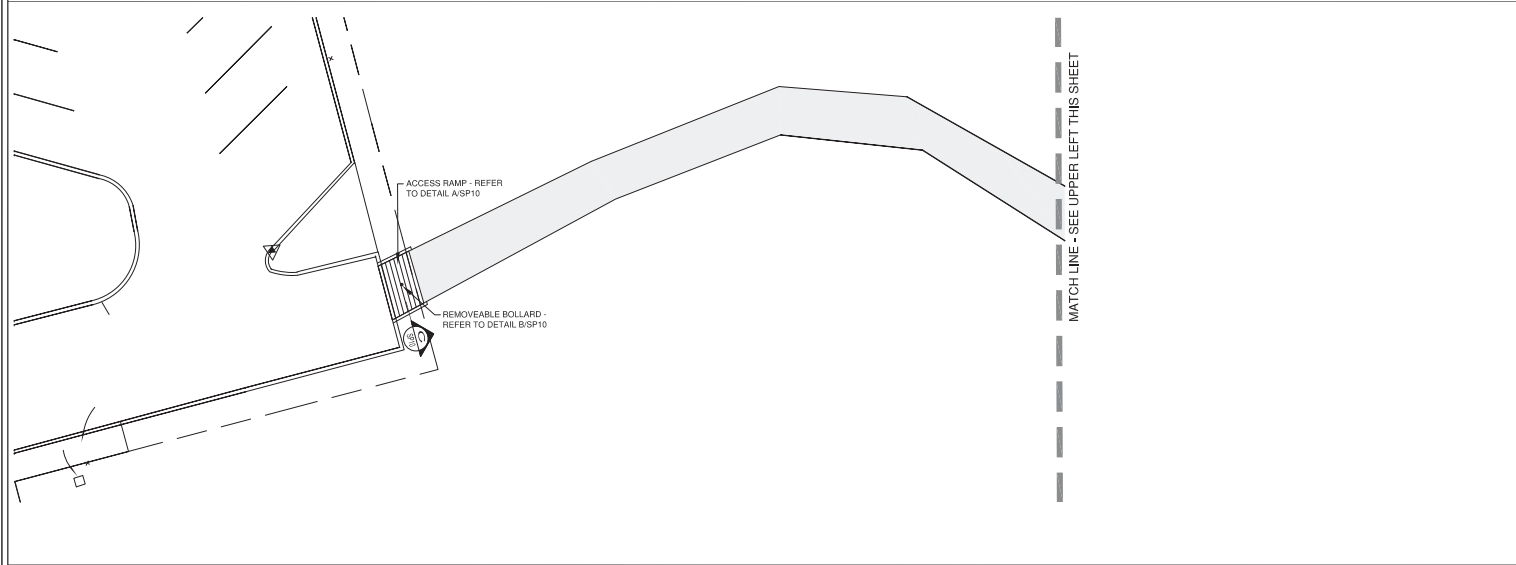 ACCESS RAMP - REFER
TO DETAIL A/SP10
REMOVEABLE BOLLARD -
REFER TO DETAIL B/SP10
C
SP10
MATCH LINE - SEE UPPER LEFT THIS SHEET